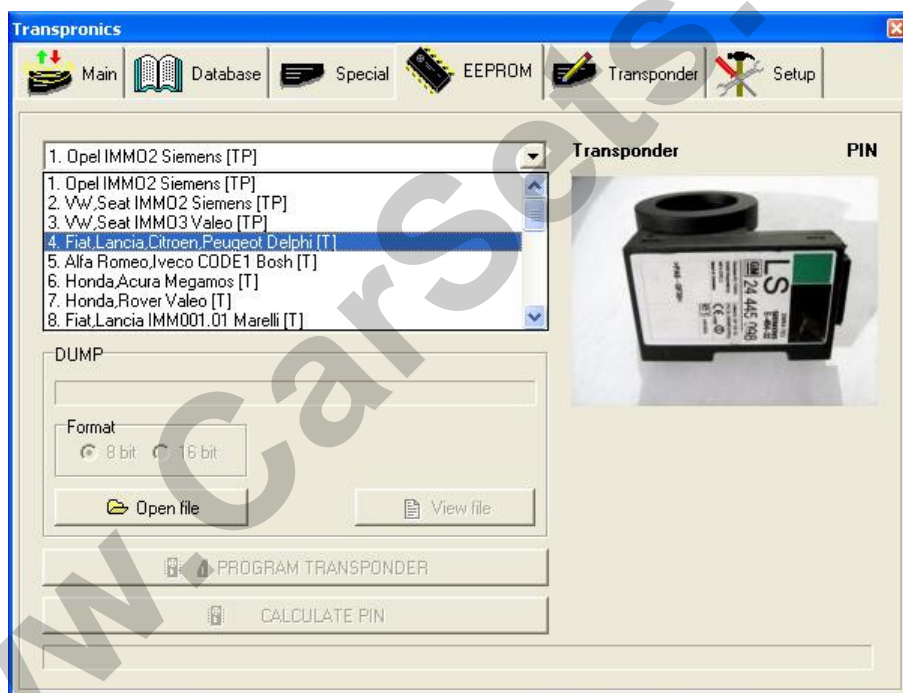 Transpronics
Main
Database
Special
EEPROM
Transponder
Setup
1. Opel IMMO2 Siemens [TP]
1. Opel IMMO2 Siemens [TP]
2. VW,Seat IMMO2 Siemens [TP]
3. VW,Seat IMMO3 Valeo [TP]
4. Fiat,Lancia,Citroen,Peugeot Delphi [T]
5. Alfa Romeo,Iveco CODE1 Bosh [T]
6. Honda,Acura Megamos [T]
7. Honda,Rover Valeo [T]
8. Fiat,Lancia IMM001.01 Marelli [T]
Transponder
PIN
LS
GM
24 445 098
SIEMENS
DUMP
Format
8 bit
16 bit
Open file
View file
PROGRAM TRANSPONDER
CALCULATE PIN
www.CarSets.